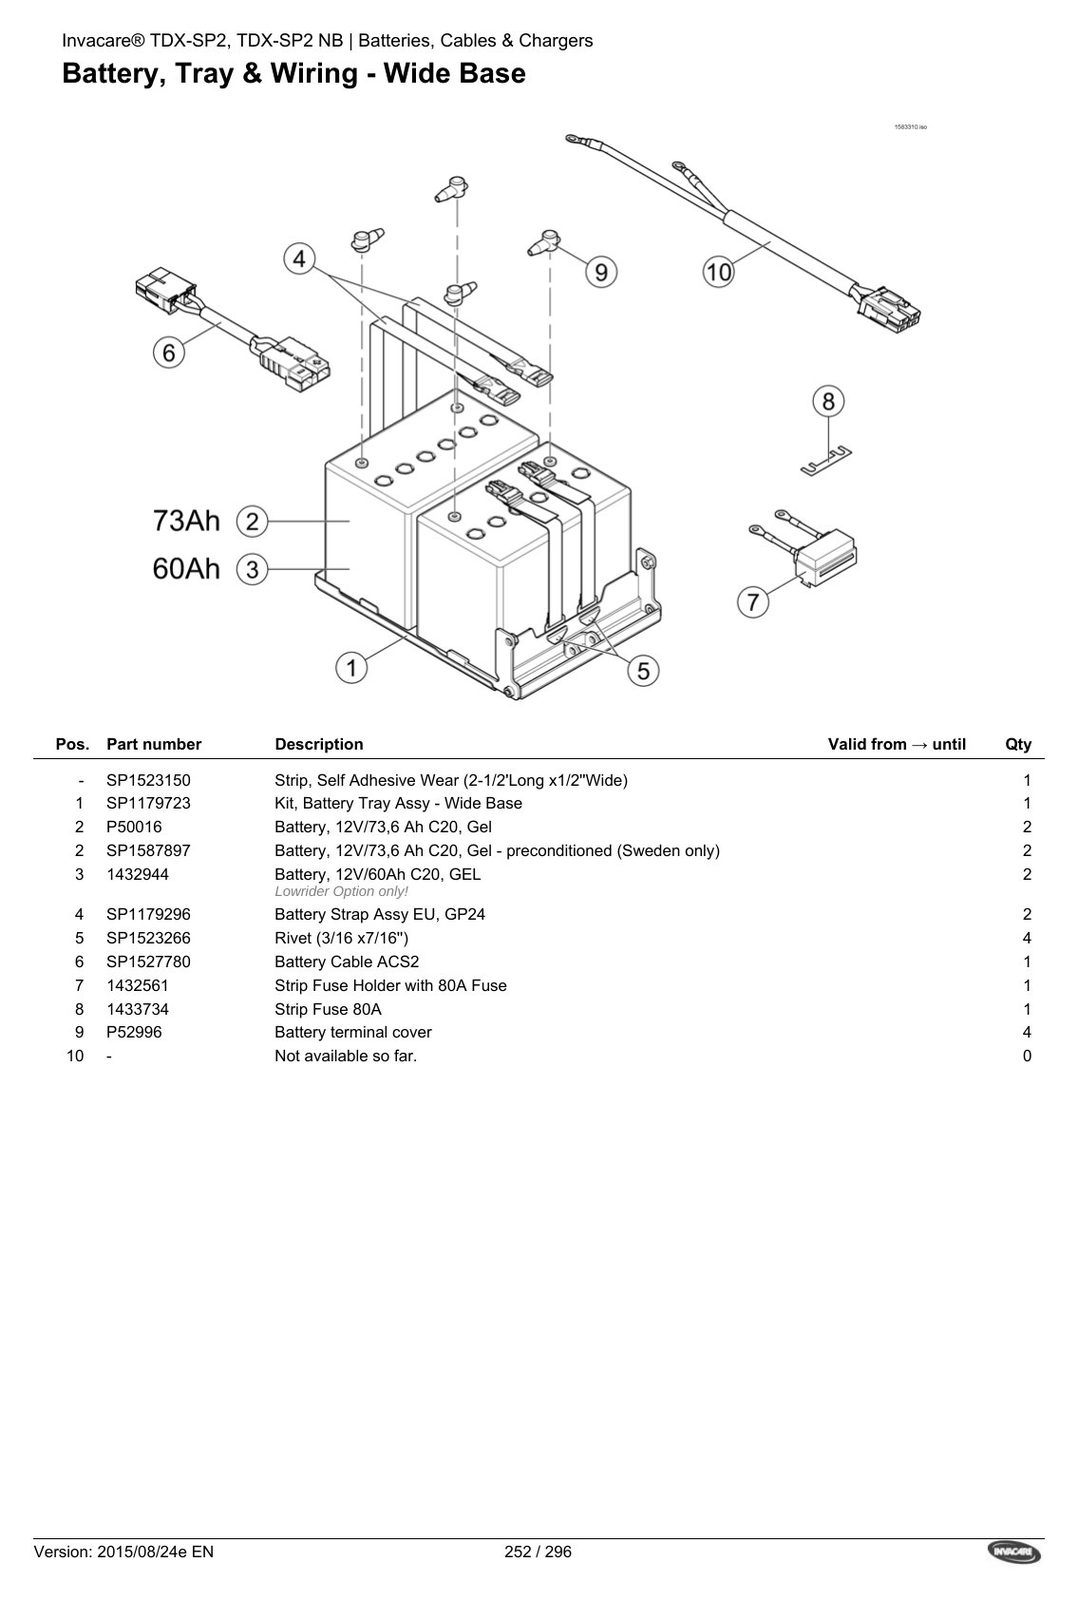 Invacare® TDX-SP2, TDX-SP2 NB | Batteries, Cables & Chargers
Battery, Tray & Wiring - Wide Base
1583310.iso
4
9
10
6
8
73Ah 2
60Ah 3
7
1
5
Pos. Part number Description Valid from → until Qty
- SP1523150 Strip, Self Adhesive Wear (2-1/2'Long x1/2"Wide) 1
1 SP1179723 Kit, Battery Tray Assy - Wide Base 1
2 P50016 Battery, 12V/73,6 Ah C20, Gel 2
2 SP1587897 Battery, 12V/73,6 Ah C20, Gel - preconditioned (Sweden only) 2
3 1432944 Battery, 12V/60Ah C20, GEL 2
Lowrider Option only!
4 SP1179296 Battery Strap Assy EU, GP24 2
5 SP1523266 Rivet (3/16 x7/16") 4
6 SP1527780 Battery Cable ACS2 1
7 1432561 Strip Fuse Holder with 80A Fuse 1
8 1433734 Strip Fuse 80A 1
9 P52996 Battery terminal cover 4
10 - Not available so far. 0
Version: 2015/08/24e EN 252 / 296 INVACARE